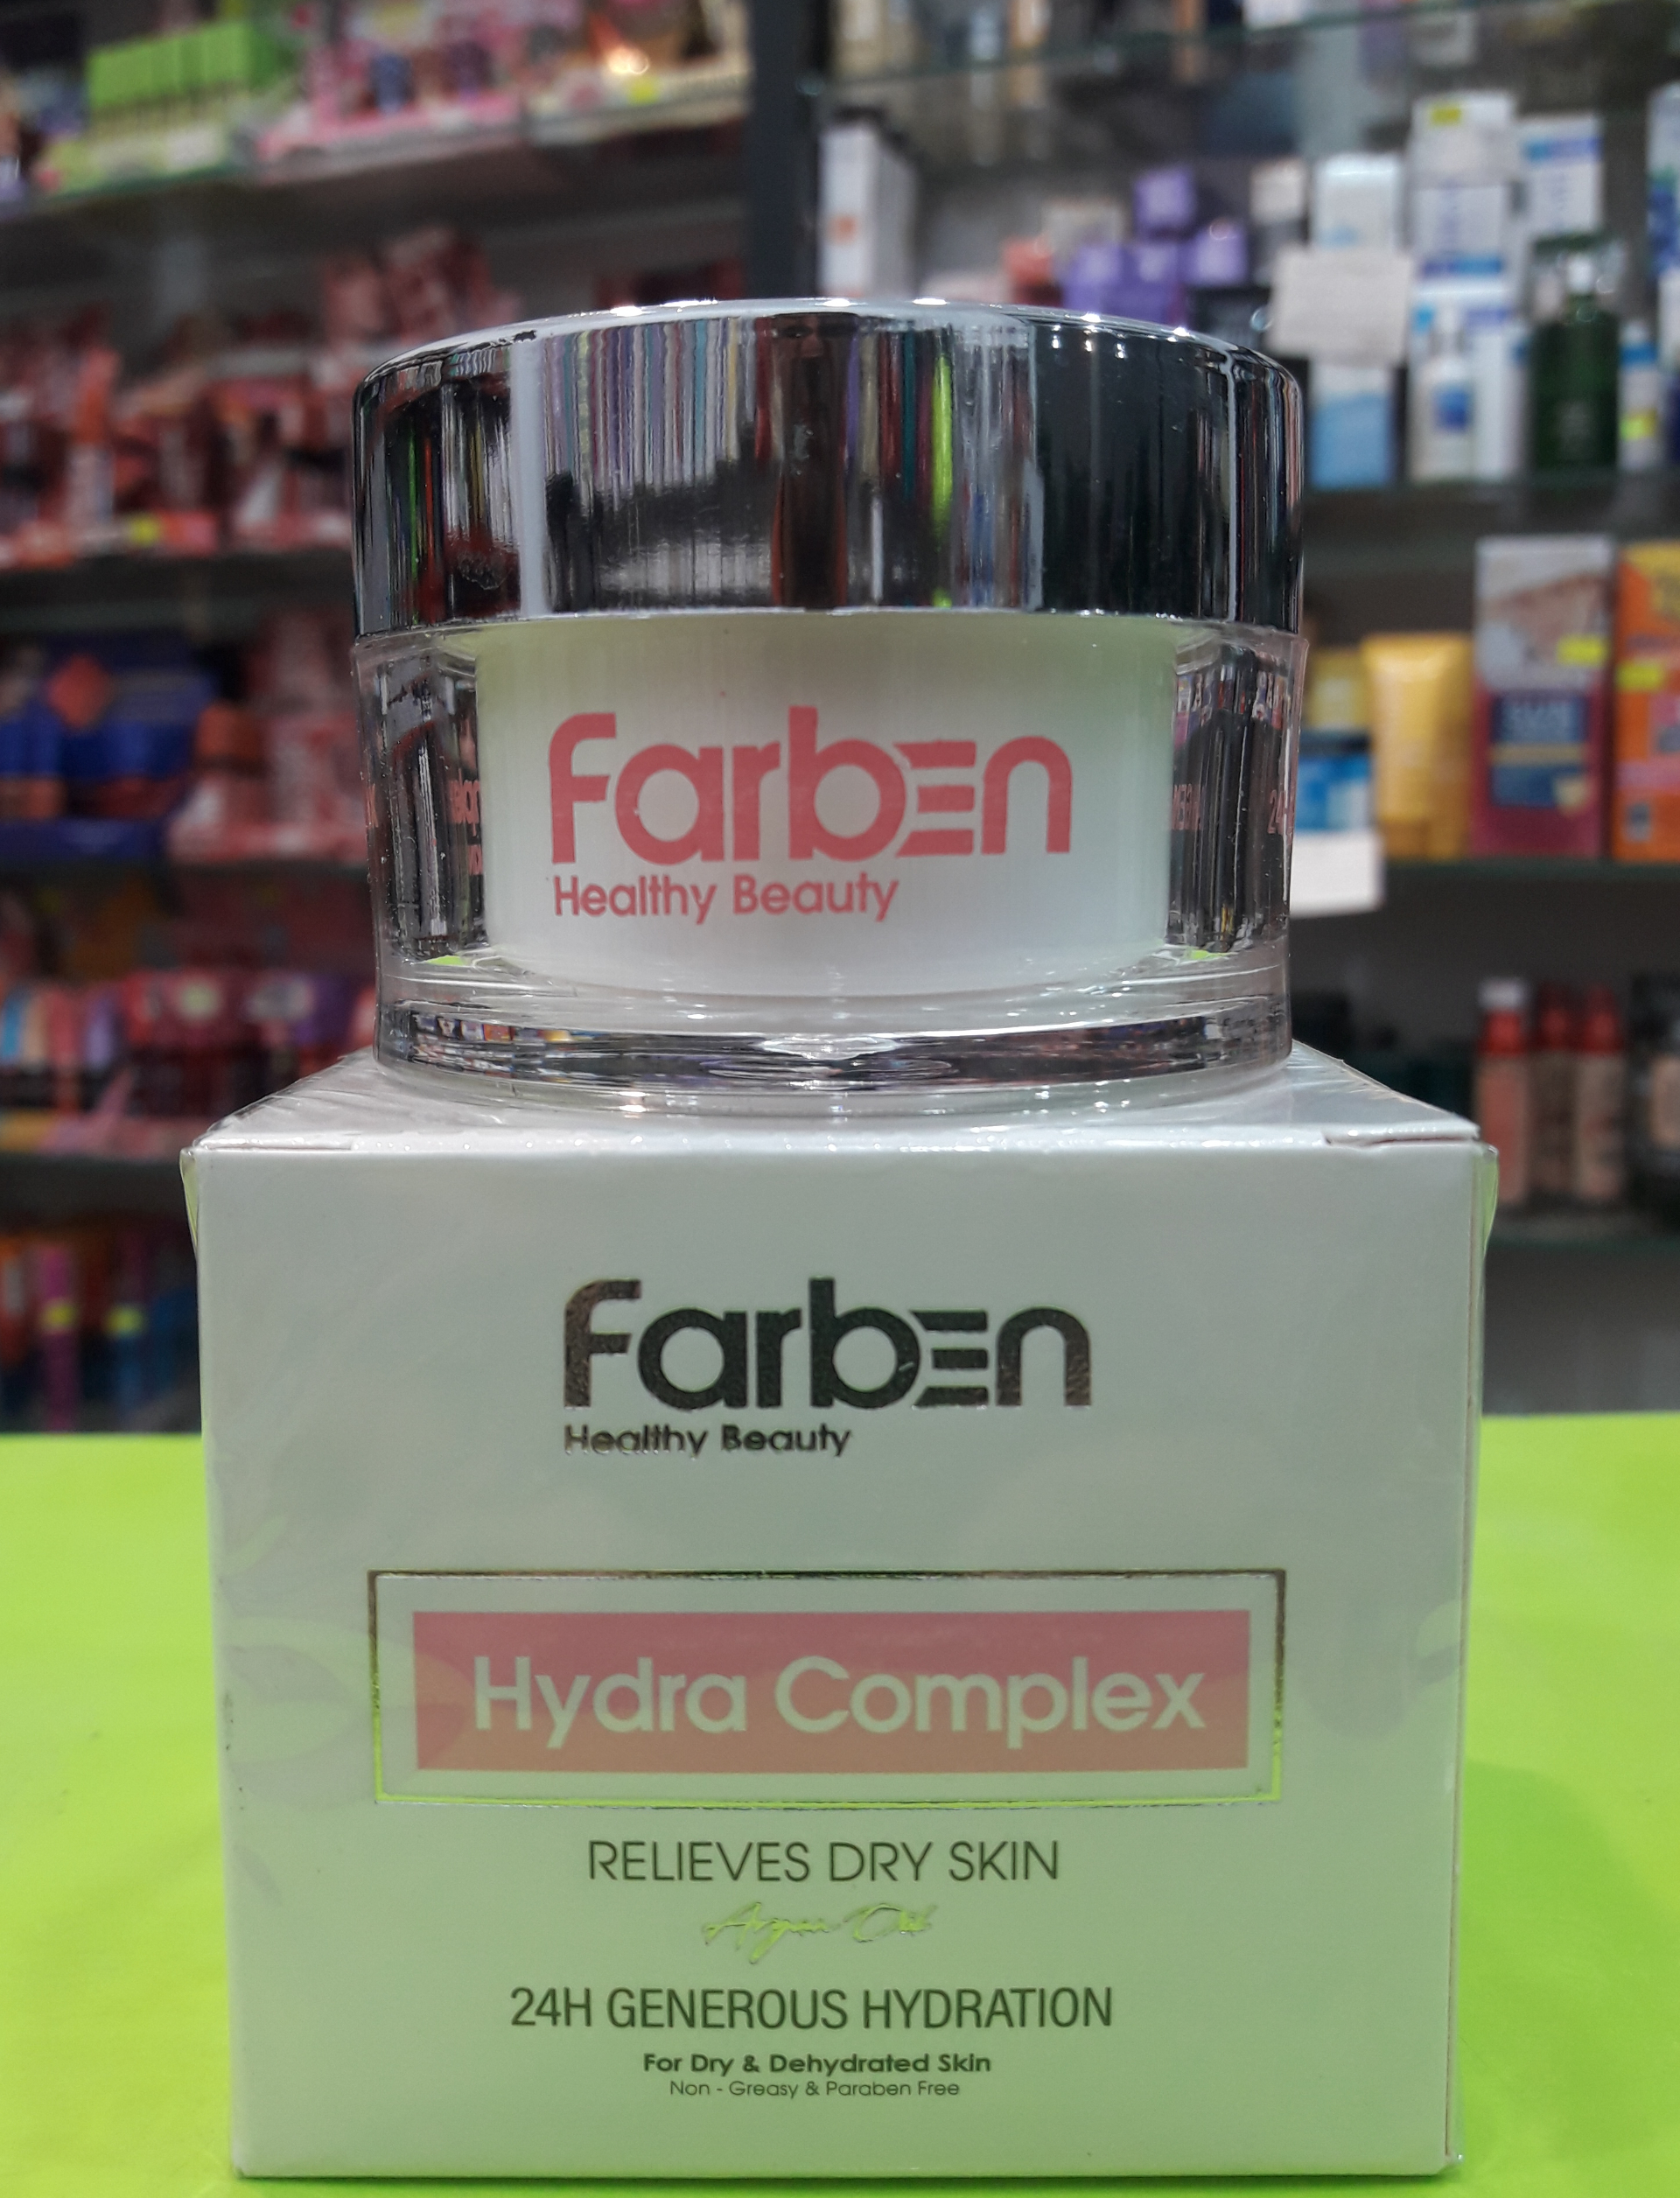 Farben
Healthy Beauty
Farben
Healthy Beauty
Hydra Complex
RELIEVES DRY SKIN
Argan Oil
24H GENEROUS HYDRATION
For Dry & Dehydrated Skin
Non - Greasy & Paraben Free